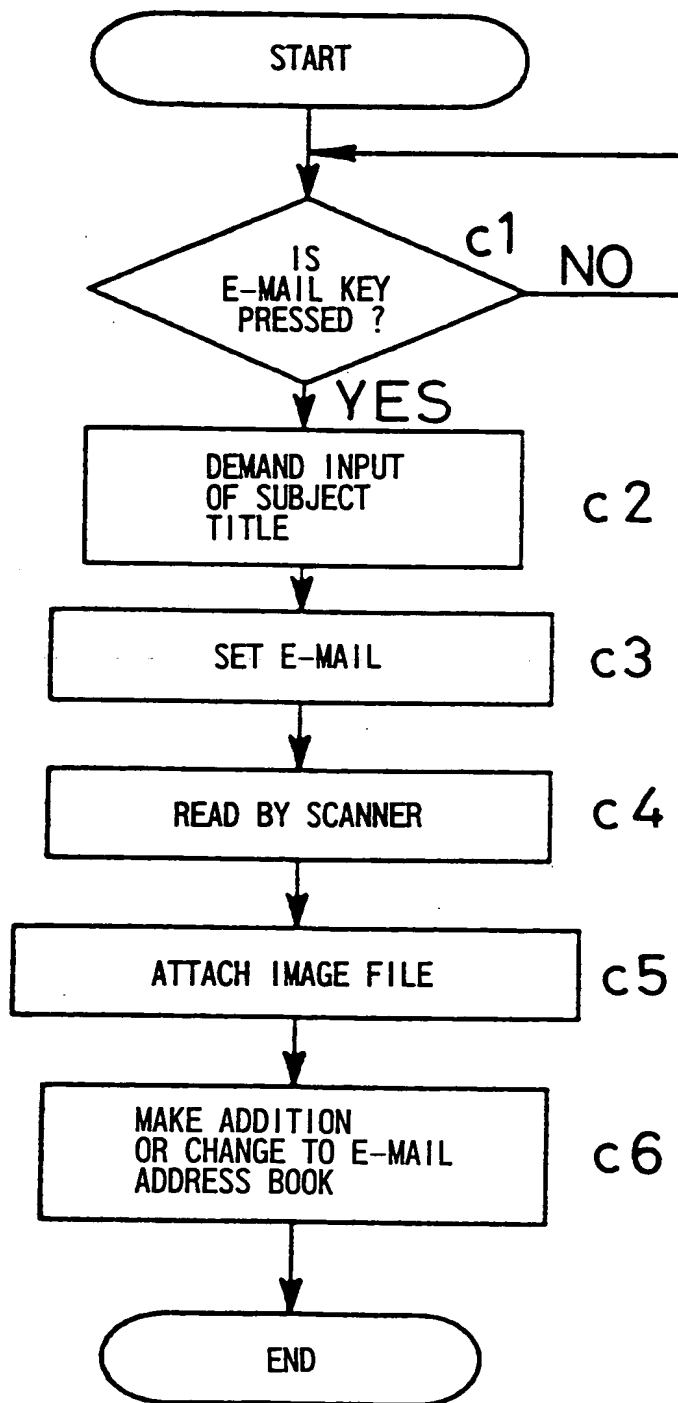 START
c1
IS
E-MAIL KEY
PRESSED ?
NO
YES
DEMAND INPUT
OF SUBJECT
TITLE
c2
SET E-MAIL
c3
READ BY SCANNER
c4
ATTACH IMAGE FILE
c5
MAKE ADDITION
OR CHANGE TO E-MAIL
ADDRESS BOOK
c6
END